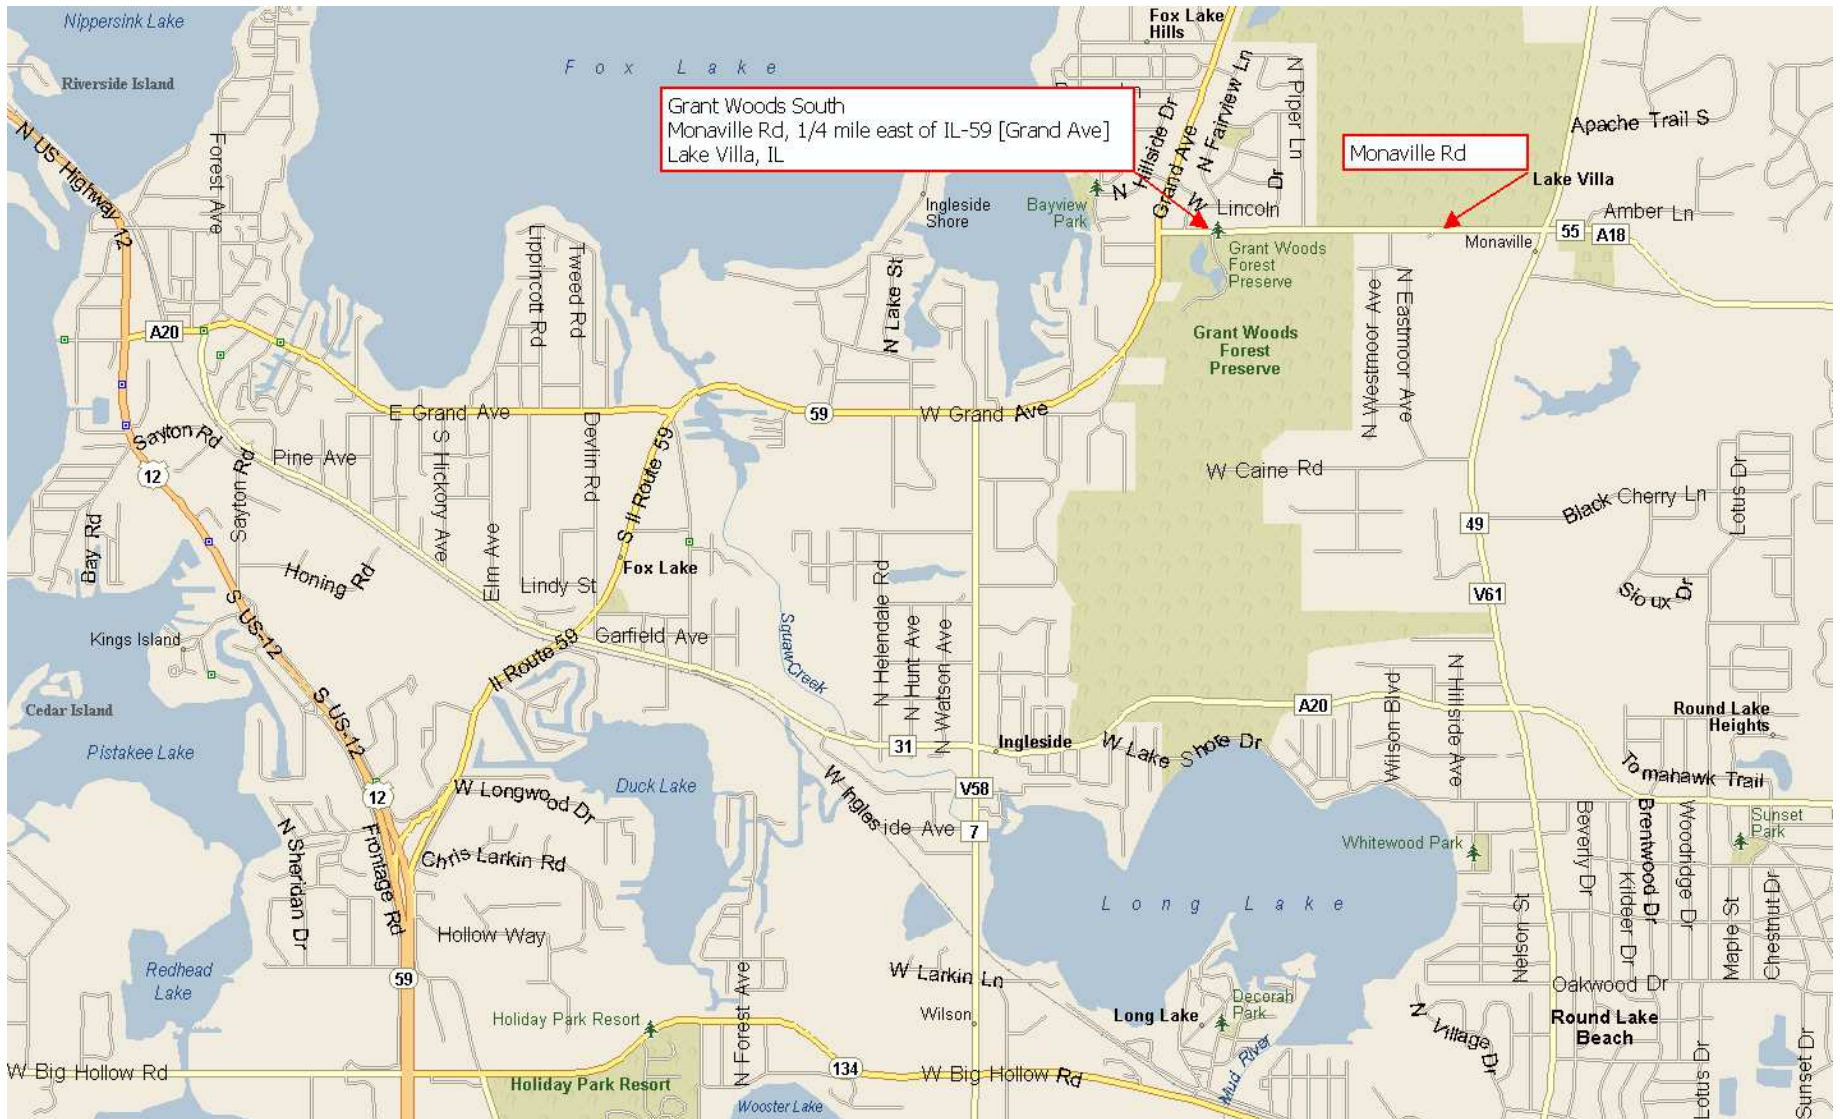 Nippersink Lake
Riverside Island
Fox Lake
Fox Lake
Hills
Grant Woods South
Monaville Rd, 1/4 mile east of IL-59 [Grand Ave]
Lake Villa, IL
Monaville Rd
N US Highway 12
Forest Ave
Ingleside
Shore
Bayview
Park
N Hillside Dr
Grand Ave
N Fairview Ln
N Piper Ln
W Lincoln Dr
Apache Trail S
Lake Villa
Amber Ln
Monaville
55
A18
Grant Woods
Forest
Preserve
Grant Woods
Forest
Preserve
Lippincott Rd
Tweed Rd
N Lake St
N Westmoor Ave
N Eastmoor Ave
A20
E Grand Ave
59
W Grand Ave
Sayton Rd
Pine Ave
S Hickory Ave
Devlin Rd
S Il Route 59
W Caine Rd
12
Sayton Rd
Bay Rd
Honing Rd
Elm Ave
Lindy St
Fox Lake
49
Black Cherry Ln
Lotus Dr
V61
Sioux Dr
Kings Island
S US-12
Garfield Ave
Il Route 59
Squaw Creek
N Helendale Rd
N Hunt Ave
N Watson Ave
Cedar Island
Pistakee Lake
S US-12
31
Ingleside
W Lake Shore Dr
A20
Wilson Blvd
N Hillside Ave
Round Lake
Heights
Tomahawk Trail
12
W Longwood Dr
Duck Lake
W Ingleside Ave
V58
7
N Sheridan Dr
Frontage Rd
Chris Larkin Rd
Whitewood Park
Sunset
Park
Beverly Dr
Brentwood Dr
Kildeer Dr
Woodridge Dr
Maple St
Chestnut Dr
Nelson St
Long Lake
Hollow Way
Redhead
Lake
59
N Forest Ave
W Larkin Ln
Wilson
Long Lake
Decorah
Park
Oakwood Dr
N Village Dr
Round Lake
Beach
Holiday Park Resort
W Big Hollow Rd
Holiday Park Resort
134
W Big Hollow Rd
Mud River
Wooster Lake
Lotus Dr
Sunset Dr